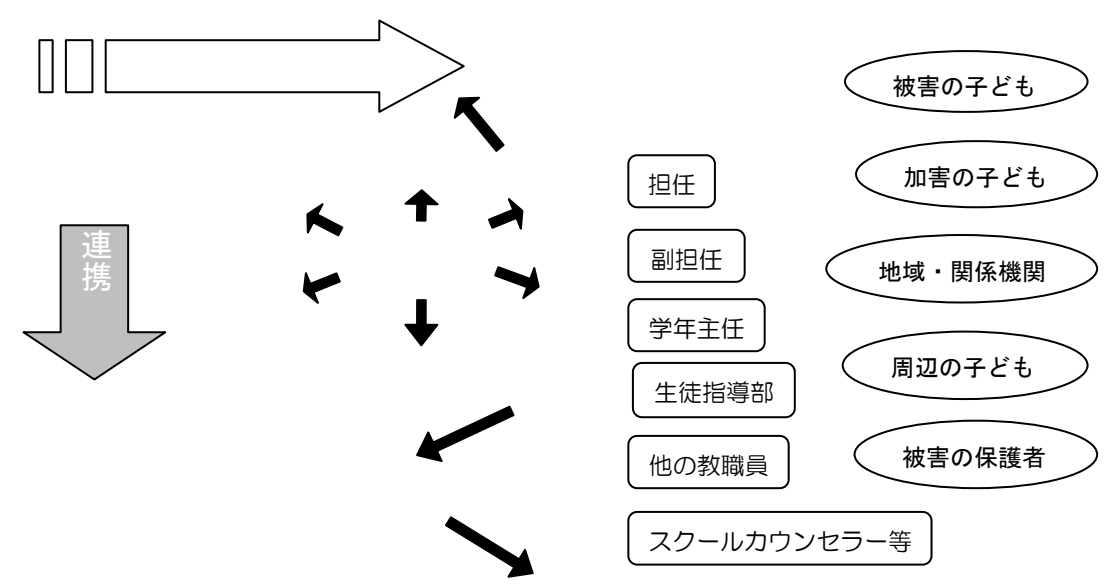 連携
担任
副担任
学年主任
生徒指導部
他の教職員
スクールカウンセラー等
被害の子ども
加害の子ども
地域・関係機関
周辺の子ども
被害の保護者